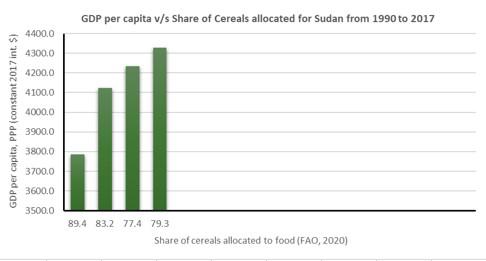 GDP per capita v/s Share of Cereals allocated for Sudan from 1990 to 2017
GDP per capita, PPP (constant 2017 int. $)
4400.0
4300.0
4200.0
4100.0
4000.0
3900.0
3800.0
3700.0
3600.0
3500.0
89.4 83.2 77.4 79.3
Share of cereals allocated to food (FAO, 2020)